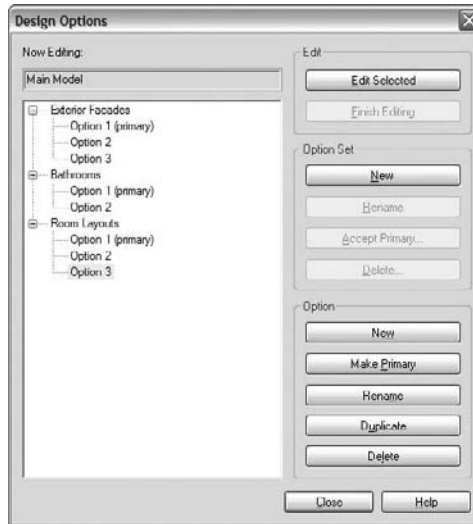 Design Options
Now Editing:
Main Model
Exterior Facades
Option 1 (primary)
Option 2
Option 3
Bathrooms
Option 1 (primary)
Option 2
Room Layouts
Option 1 (primary)
Option 2
Option 3
Edit
Edit Selected
Finish Editing
Option Set
New
Rename
Accept Primary...
Delete...
Option
New
Make Primary
Rename
Duplicate
Delete
Close
Help